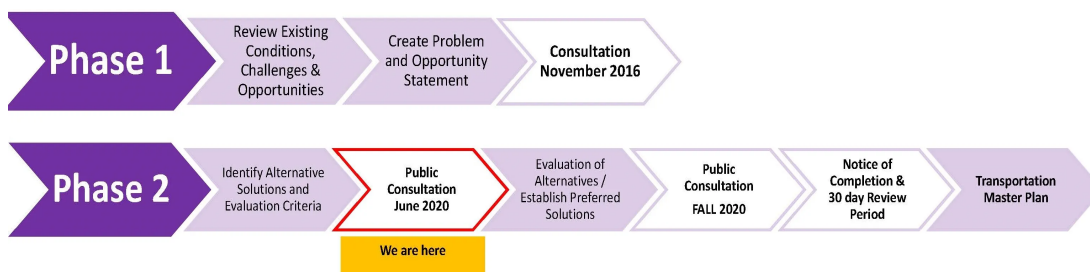 Phase 1
Review Existing
Conditions,
Challenges &
Opportunities
Create Problem
and Opportunity
Statement
Consultation
November 2016
Phase 2
Identify Alternative
Solutions and
Evaluation Criteria
Public
Consultation
June 2020
Evaluation of
Alternatives /
Establish Preferred
Solutions
Public
Consultation
FALL 2020
Notice of
Completion &
30 day Review
Period
Transportation
Master Plan
We are here